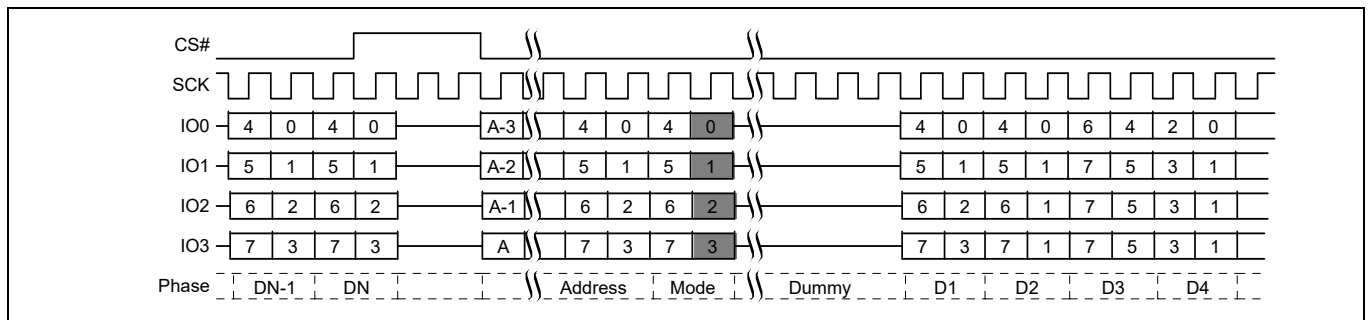 CS#
SCK
IO0 4 0 4 0 A-3 4 0 4 0 4 0 4 0 6 4 2 0
IO1 5 1 5 1 A-2 5 1 5 1 5 1 5 1 7 5 3 1
IO2 6 2 6 2 A-1 6 2 6 2 6 2 6 1 7 5 3 1
IO3 7 3 7 3 A 7 3 7 3 7 3 7 1 7 5 3 1
Phase DN-1 DN Address Mode Dummy D1 D2 D3 D4